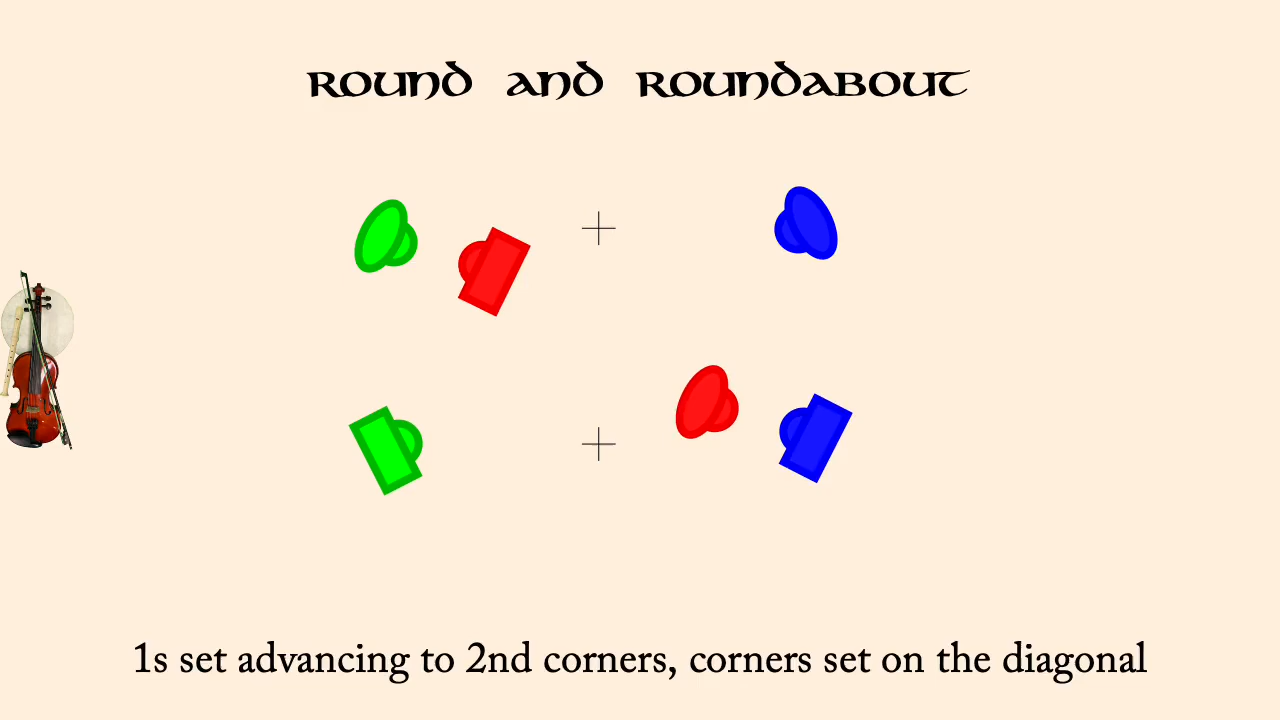 Round and Roundabout
1s set advancing to 2nd corners, corners set on the diagonal